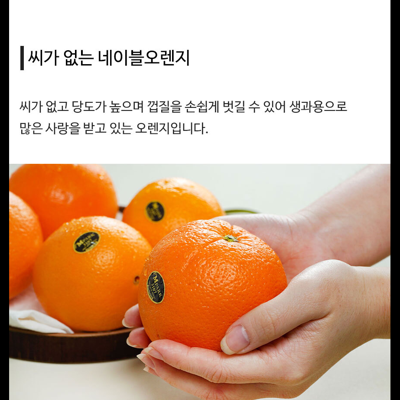 씨가 없는 네이블오렌지
씨가 없고 당도가 높으며 껍질을 손쉽게 벗길 수 있어 생과용으로
많은 사랑을 받고 있는 오렌지입니다.